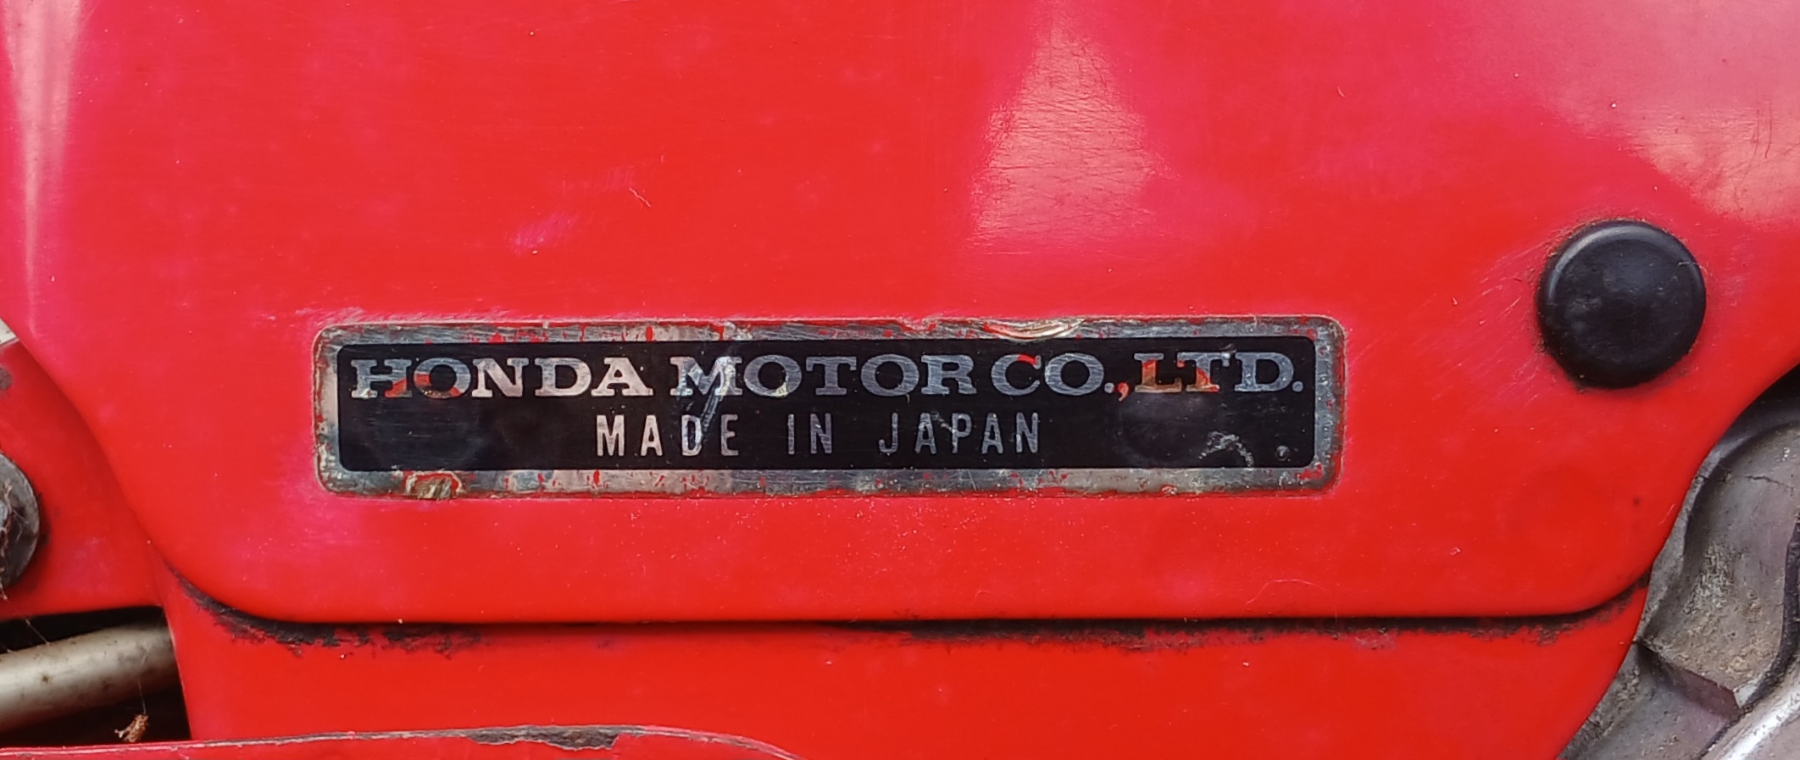 HONDA MOTOR CO., LTD.
MADE IN JAPAN